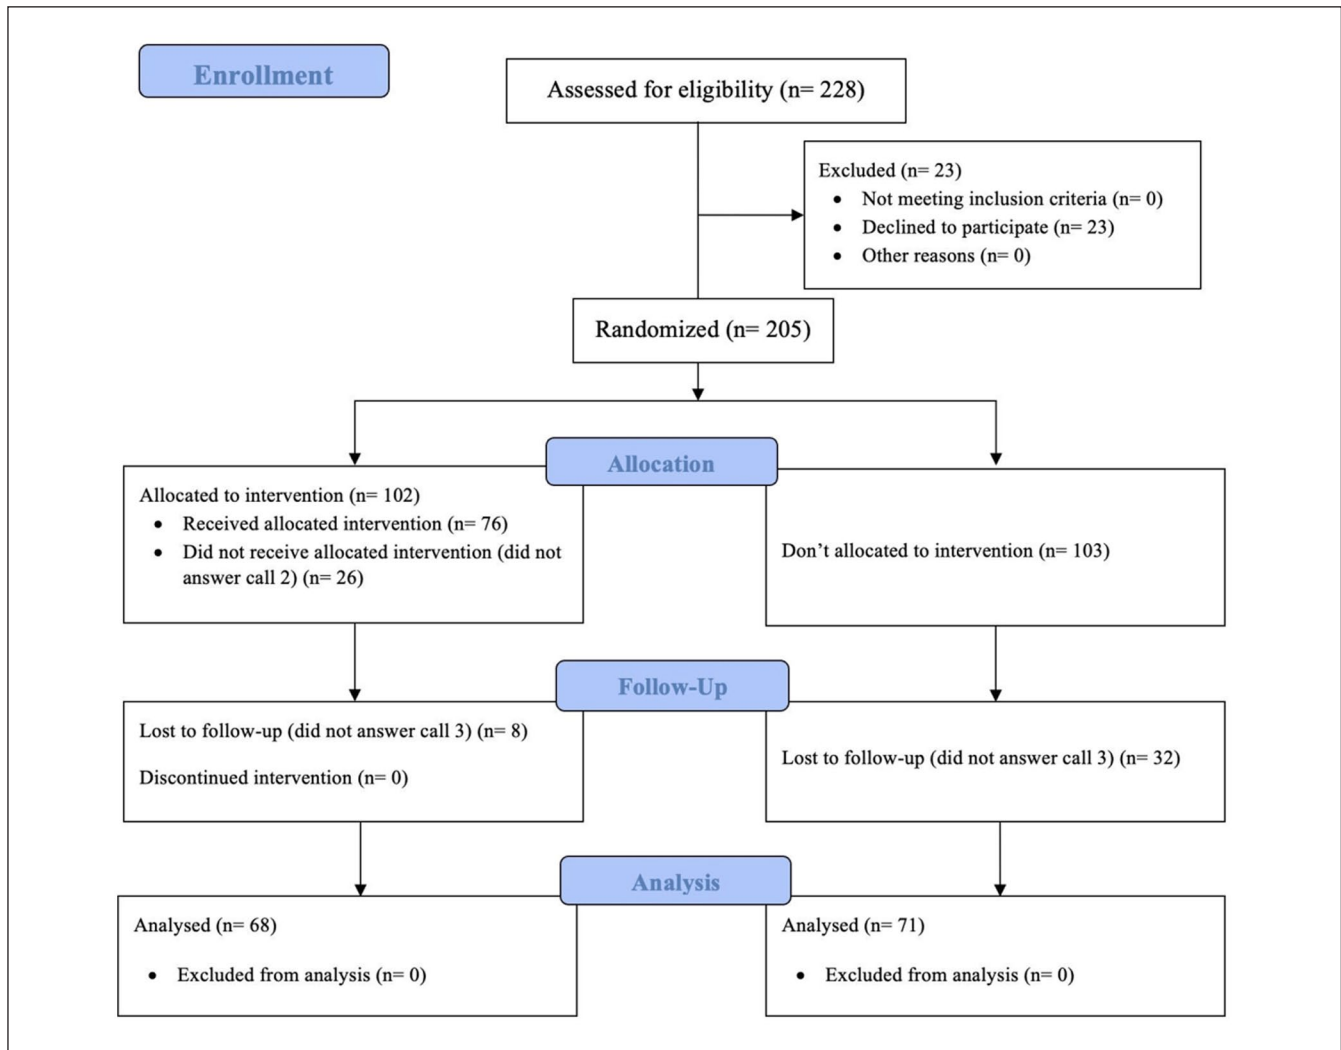 Enrollment
Assessed for eligibility (n= 228)
Excluded (n= 23)
• Not meeting inclusion criteria (n= 0)
• Declined to participate (n= 23)
• Other reasons (n= 0)
Randomized (n= 205)
Allocation
Allocated to intervention (n= 102)
• Received allocated intervention (n= 76)
• Did not receive allocated intervention (did not
answer call 2) (n= 26)
Don’t allocated to intervention (n= 103)
Follow-Up
Lost to follow-up (did not answer call 3) (n= 8)
Discontinued intervention (n= 0)
Lost to follow-up (did not answer call 3) (n= 32)
Analysis
Analysed (n= 68)
• Excluded from analysis (n= 0)
Analysed (n= 71)
• Excluded from analysis (n= 0)